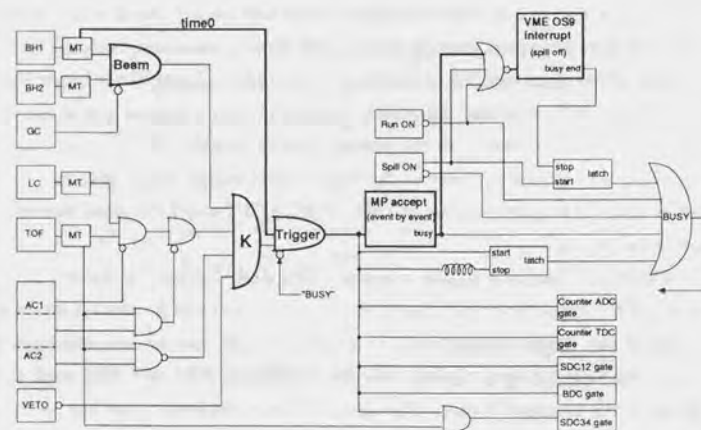 time0
BH1
MT
BH2
MT
GC
Beam
LC
MT
TOF
MT
AC1
AC2
VETO
K
Trigger
"BUSY"
VME OS9
interrupt
(spill off)
busy end
Run ON
Spill ON
MP accept
(event by event)
busy
stop
start
latch
start
stop
latch
BUSY
Counter ADC
gate
Counter TDC
gate
SDC12 gate
BDC gate
SDC34 gate